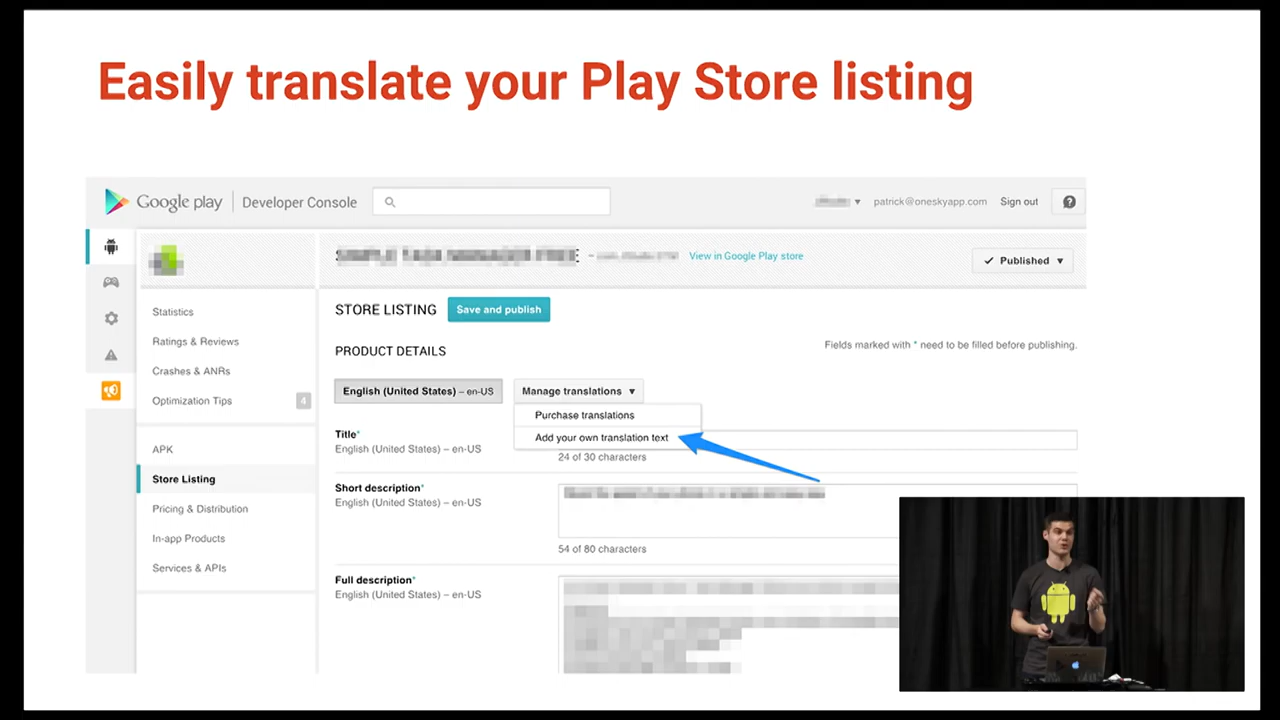 Easily translate your Play Store listing
Google play | Developer Console
patrick@oneskyapp.com Sign out
View in Google Play store
Published
STORE LISTING Save and publish
PRODUCT DETAILS
Fields marked with * need to be filled before publishing.
English (United States) – en-US Manage translations
Purchase translations
Add your own translation text
Title*
English (United States) – en-US
24 of 30 characters
Short description*
English (United States) – en-US
54 of 80 characters
Full description*
English (United States) – en-US
Statistics
Ratings & Reviews
Crashes & ANRs
Optimization Tips 4
APK
Store Listing
Pricing & Distribution
In-app Products
Services & APIs